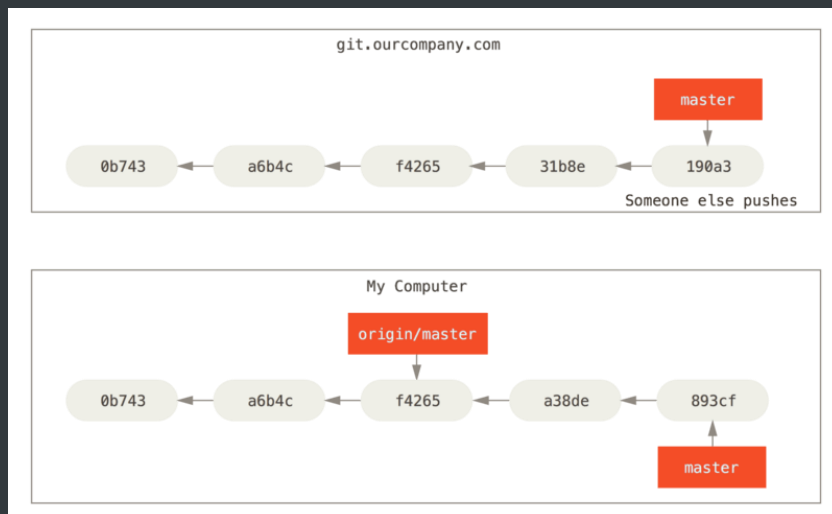 git.ourcompany.com
master
0b743 a6b4c f4265 31b8e 190a3
Someone else pushes
My Computer
origin/master
0b743 a6b4c f4265 a38de 893cf
master